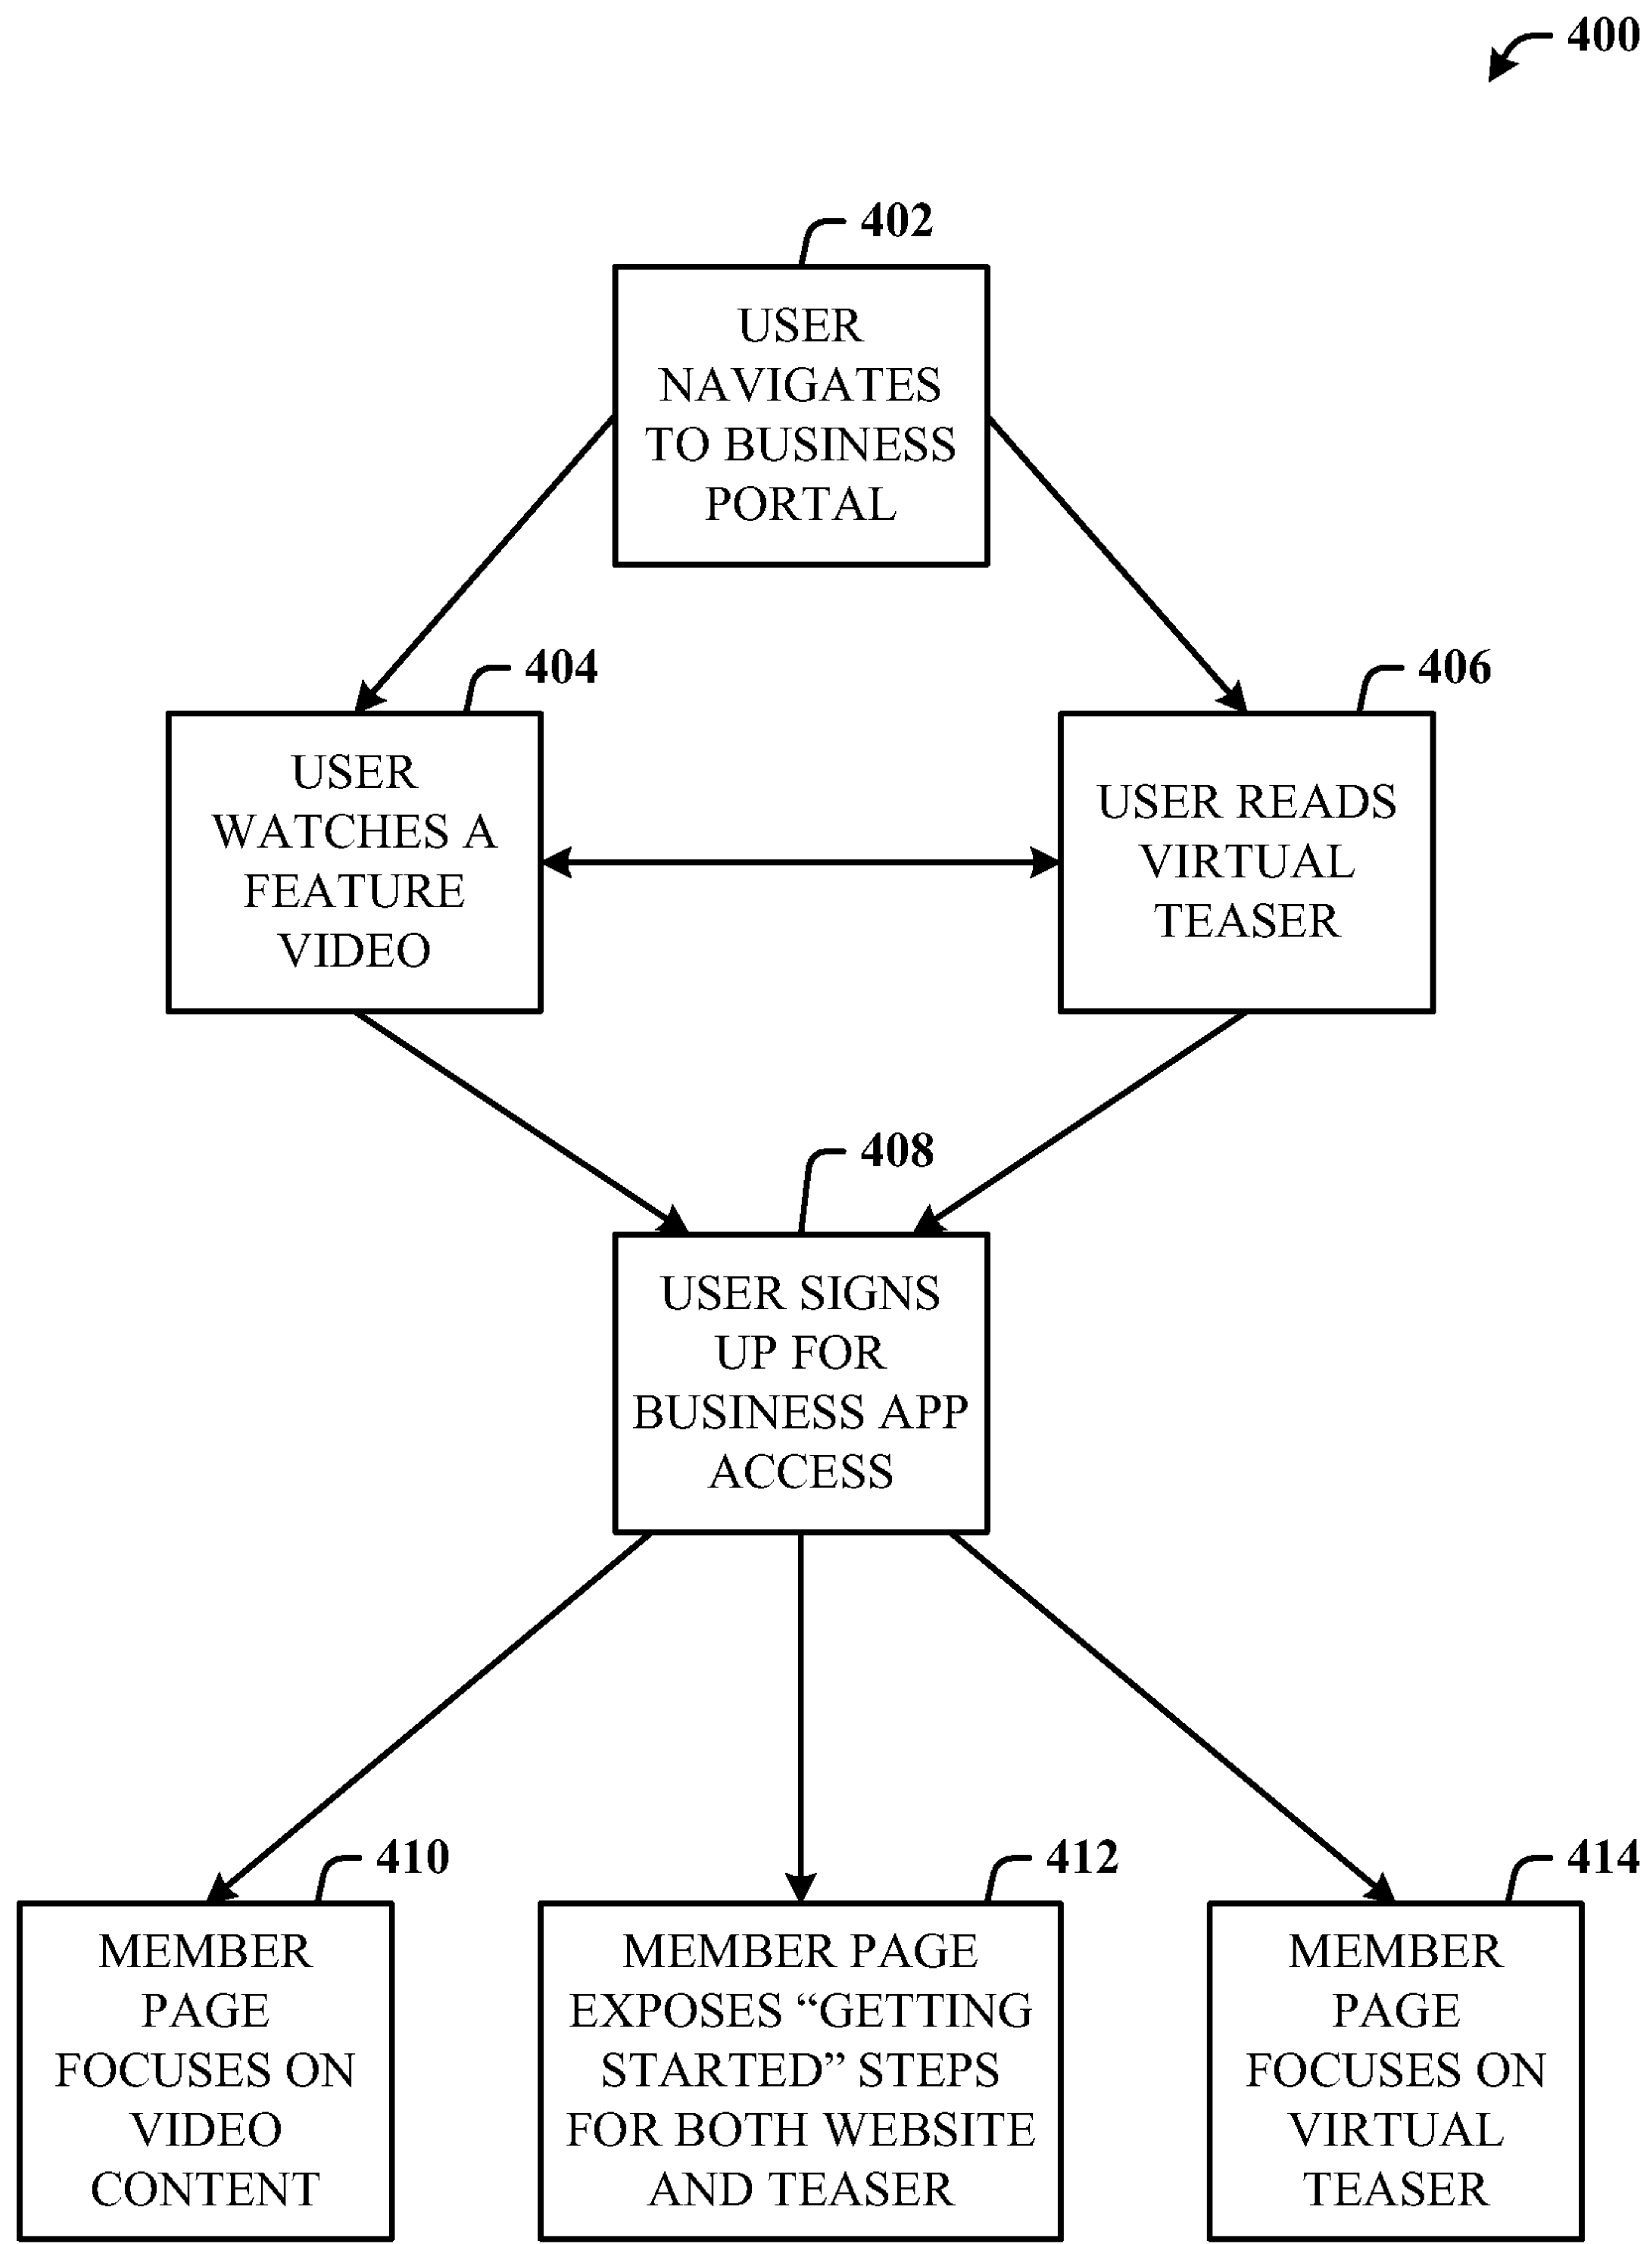 400
402
USER
NAVIGATES
TO BUSINESS
PORTAL
404
USER
WATCHES A
FEATURE
VIDEO
406
USER READS
VIRTUAL
TEASER
408
USER SIGNS
UP FOR
BUSINESS APP
ACCESS
410
MEMBER
PAGE
FOCUSES ON
VIDEO
CONTENT
412
MEMBER PAGE
EXPOSES “GETTING
STARTED” STEPS
FOR BOTH WEBSITE
AND TEASER
414
MEMBER
PAGE
FOCUSES ON
VIRTUAL
TEASER